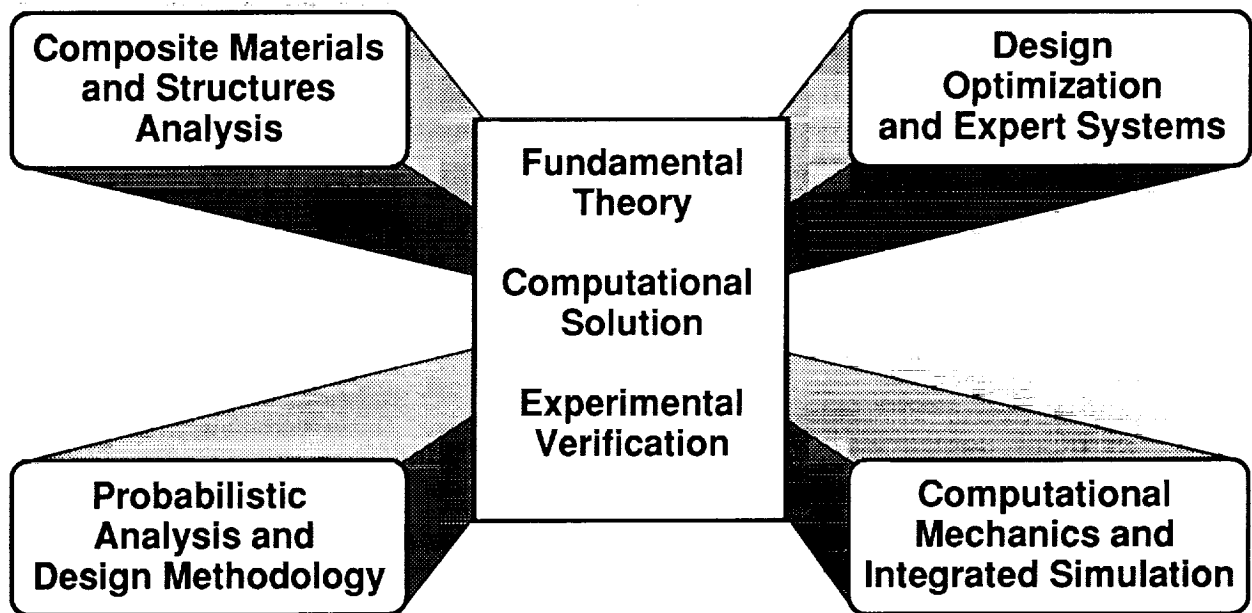 Composite Materials
and Structures
Analysis
Design
Optimization
and Expert Systems
Fundamental
Theory
Computational
Solution
Experimental
Verification
Probabilistic
Analysis and
Design Methodology
Computational
Mechanics and
Integrated Simulation